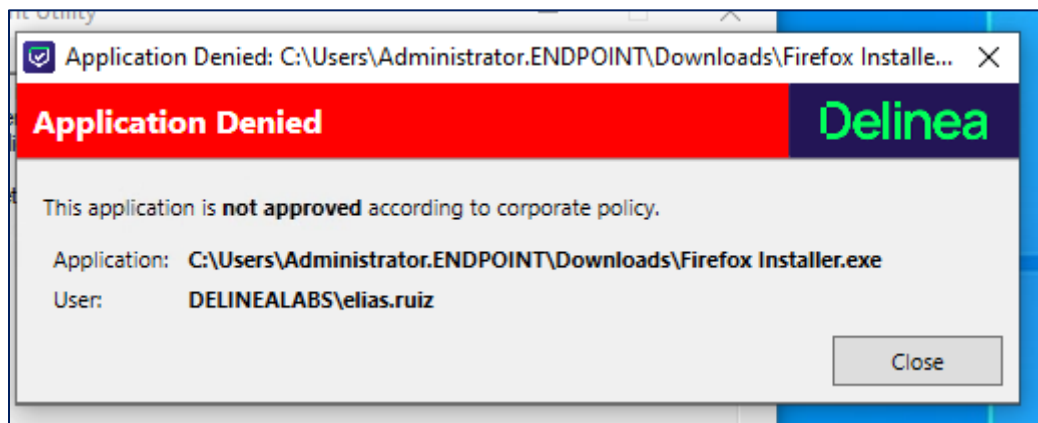 Utility
Application Denied: C:\Users\Administrator.ENDPOINT\Downloads\Firefox Installe...
Application Denied
Delinea
This application is not approved according to corporate policy.
Application: C:\Users\Administrator.ENDPOINT\Downloads\Firefox Installer.exe
User: DELINEALABS\elias.ruiz
Close